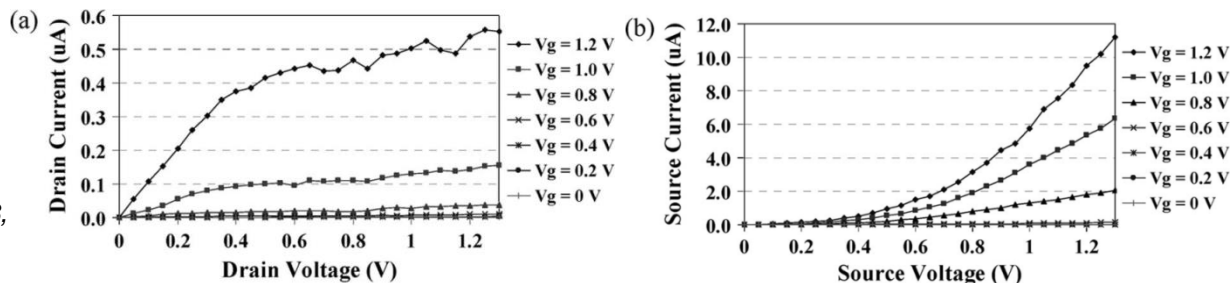 (a)
Drain Current (uA)
0.6
0.5
0.4
0.3
0.2
0.1
0.0
0 0.2 0.4 0.6 0.8 1 1.2
Drain Voltage (V)
Vg = 1.2 V
Vg = 1.0 V
Vg = 0.8 V
Vg = 0.6 V
Vg = 0.4 V
Vg = 0.2 V
Vg = 0 V
(b)
Source Current (uA)
12.0
10.0
8.0
6.0
4.0
2.0
0.0
0 0.2 0.4 0.6 0.8 1 1.2
Source Voltage (V)
Vg = 1.2 V
Vg = 1.0 V
Vg = 0.8 V
Vg = 0.6 V
Vg = 0.4 V
Vg = 0.2 V
Vg = 0 V